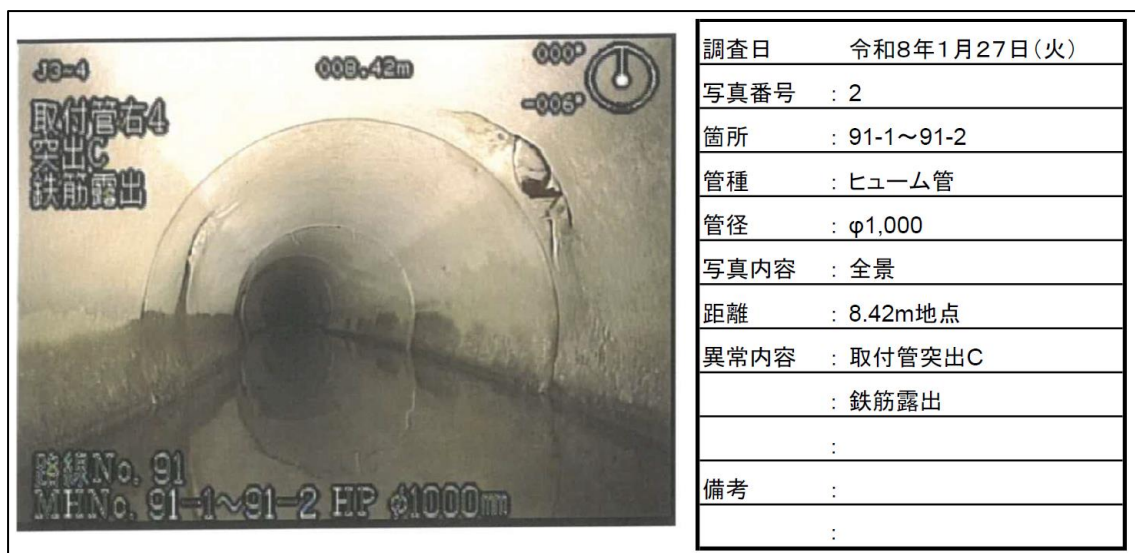 J3-4
008.42m
000°
-006°
取付管右4
突出C
鉄筋露出
路線No. 91
MHNo. 91-1～91-2 HP φ1000mm
調査日 令和8年1月27日(火)
写真番号 : 2
箇所 : 91-1～91-2
管種 : ヒューム管
管径 : φ1,000
写真内容 : 全景
距離 : 8.42m地点
異常内容 : 取付管突出C
: 鉄筋露出
:
備考 :
: